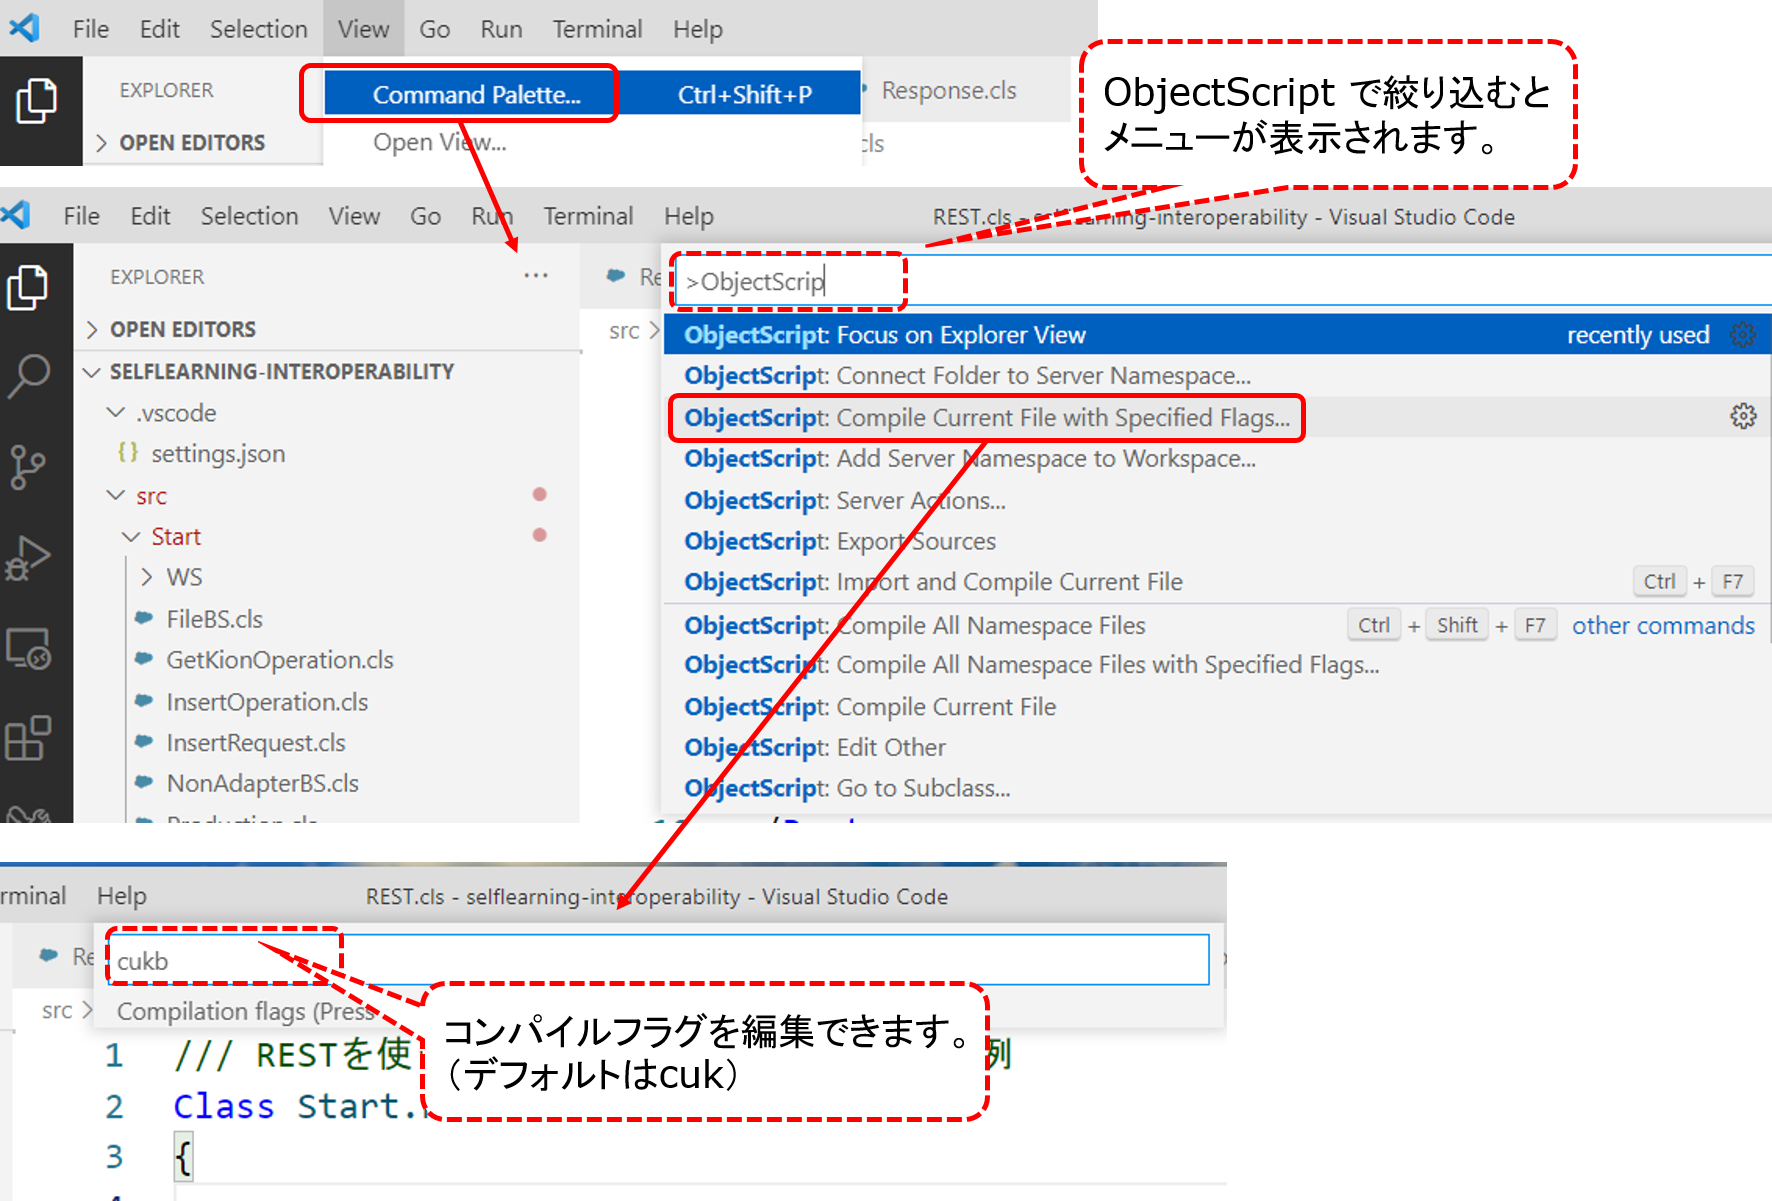 File Edit Selection View Go Run Terminal Help
EXPLORER
Command Palette... Ctrl+Shift+P
Response.cls
OPEN EDITORS
Open View...
cls
ObjectScript で絞り込むと
メニューが表示されます。
File Edit Selection View Go Run Terminal Help
REST.cls - selflearning-interoperability - Visual Studio Code
EXPLORER ...
Re
>ObjectScrip
OPEN EDITORS
src >
SELFLEARNING-INTEROPERABILITY
.vscode
{} settings.json
src
Start
WS
FileBS.cls
GetKionOperation.cls
InsertOperation.cls
InsertRequest.cls
NonAdapterBS.cls
Production.cls
ObjectScript: Focus on Explorer View recently used
ObjectScript: Connect Folder to Server Namespace...
ObjectScript: Compile Current File with Specified Flags...
ObjectScript: Add Server Namespace to Workspace...
ObjectScript: Server Actions...
ObjectScript: Export Sources
ObjectScript: Import and Compile Current File Ctrl + F7
ObjectScript: Compile All Namespace Files Ctrl + Shift + F7 other commands
ObjectScript: Compile All Namespace Files with Specified Flags...
ObjectScript: Compile Current File
ObjectScript: Edit Other
ObjectScript: Go to Subclass...
rminal Help
REST.cls - selflearning-interoperability - Visual Studio Code
Re
cukb
src >
Compilation flags (Press
コンパイルフラグを編集できます。
（デフォルトはcuk）
1 /// RESTを使 例
2 Class Start.
3 {
4